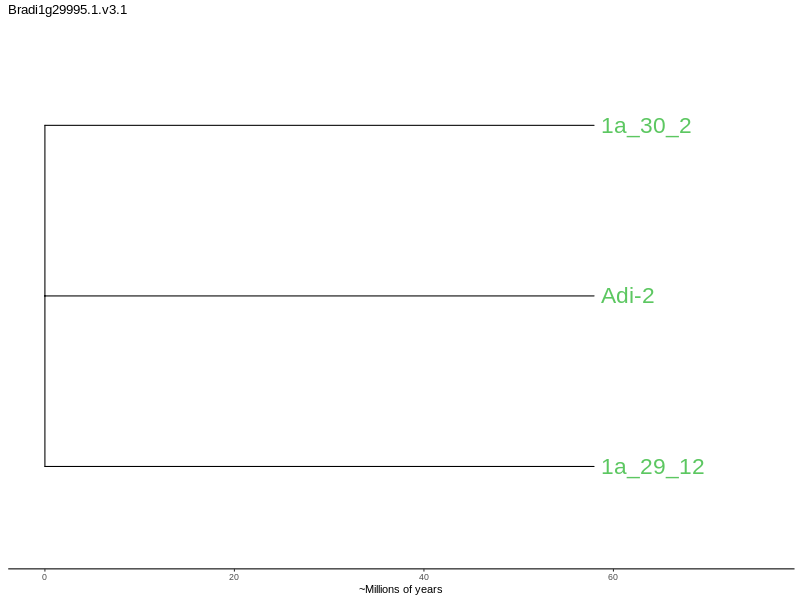 Bradi1g29995.1.v3.1
1a_30_2
Adi-2
1a_29_12
0 20 40 60
~Millions of years